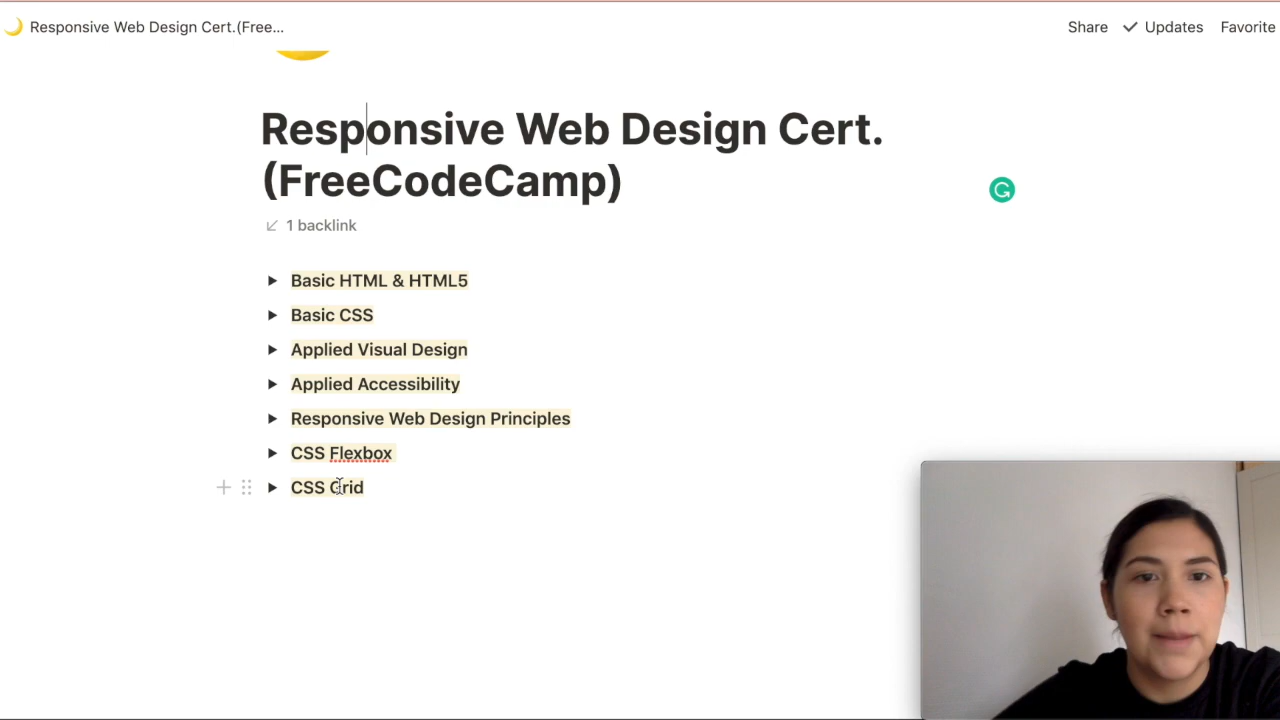 Responsive Web Design Cert.(Free...
Share
Updates
Favorite
Responsive Web Design Cert.
(FreeCodeCamp)
1 backlink
Basic HTML & HTML5
Basic CSS
Applied Visual Design
Applied Accessibility
Responsive Web Design Principles
CSS Flexbox
CSS Grid